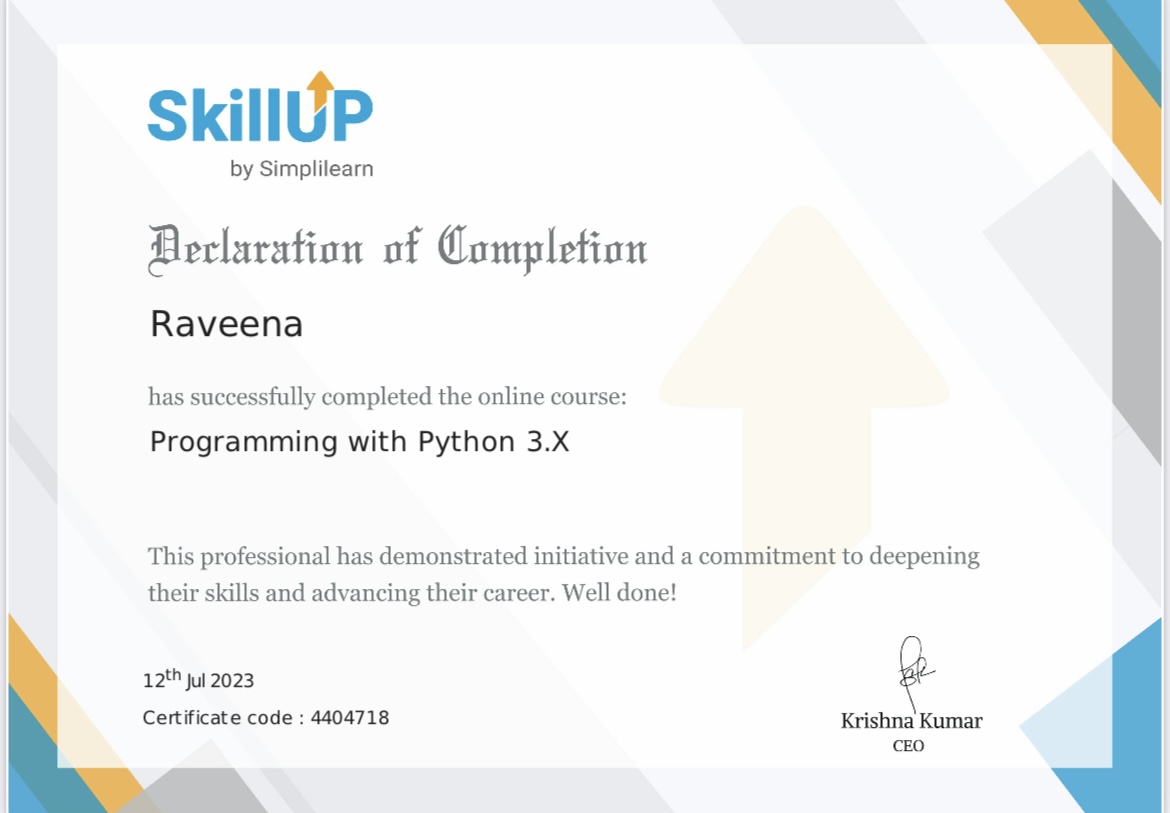 SkillUP
by Simplilearn
Declaration of Completion
Raveena
has successfully completed the online course:
Programming with Python 3.X
This professional has demonstrated initiative and a commitment to deepening
their skills and advancing their career. Well done!
12th Jul 2023
Certificate code : 4404718
Krishna Kumar
CEO